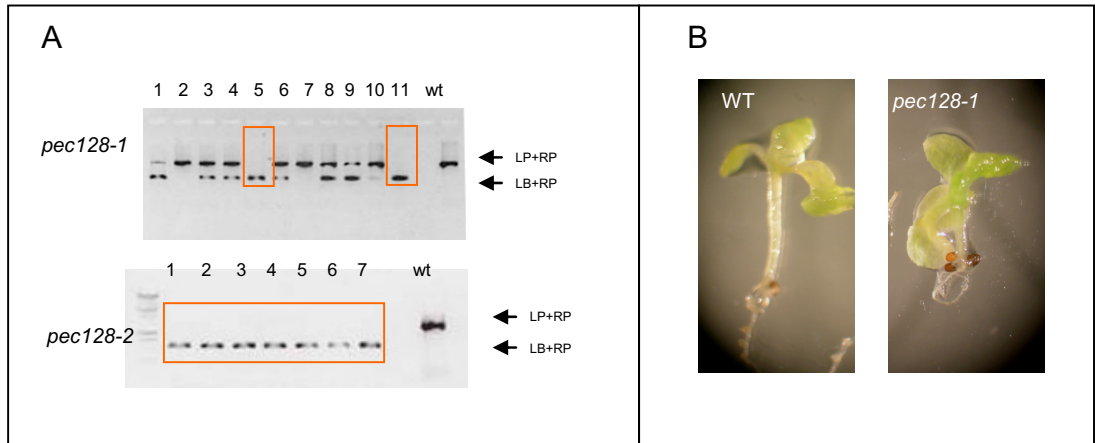 A
B
1 2 3 4 5 6 7 8 9 10 11 wt
pec128-1
LP+RP
LB+RP
1 2 3 4 5 6 7 wt
pec128-2
LP+RP
LB+RP
WT
pec128-1